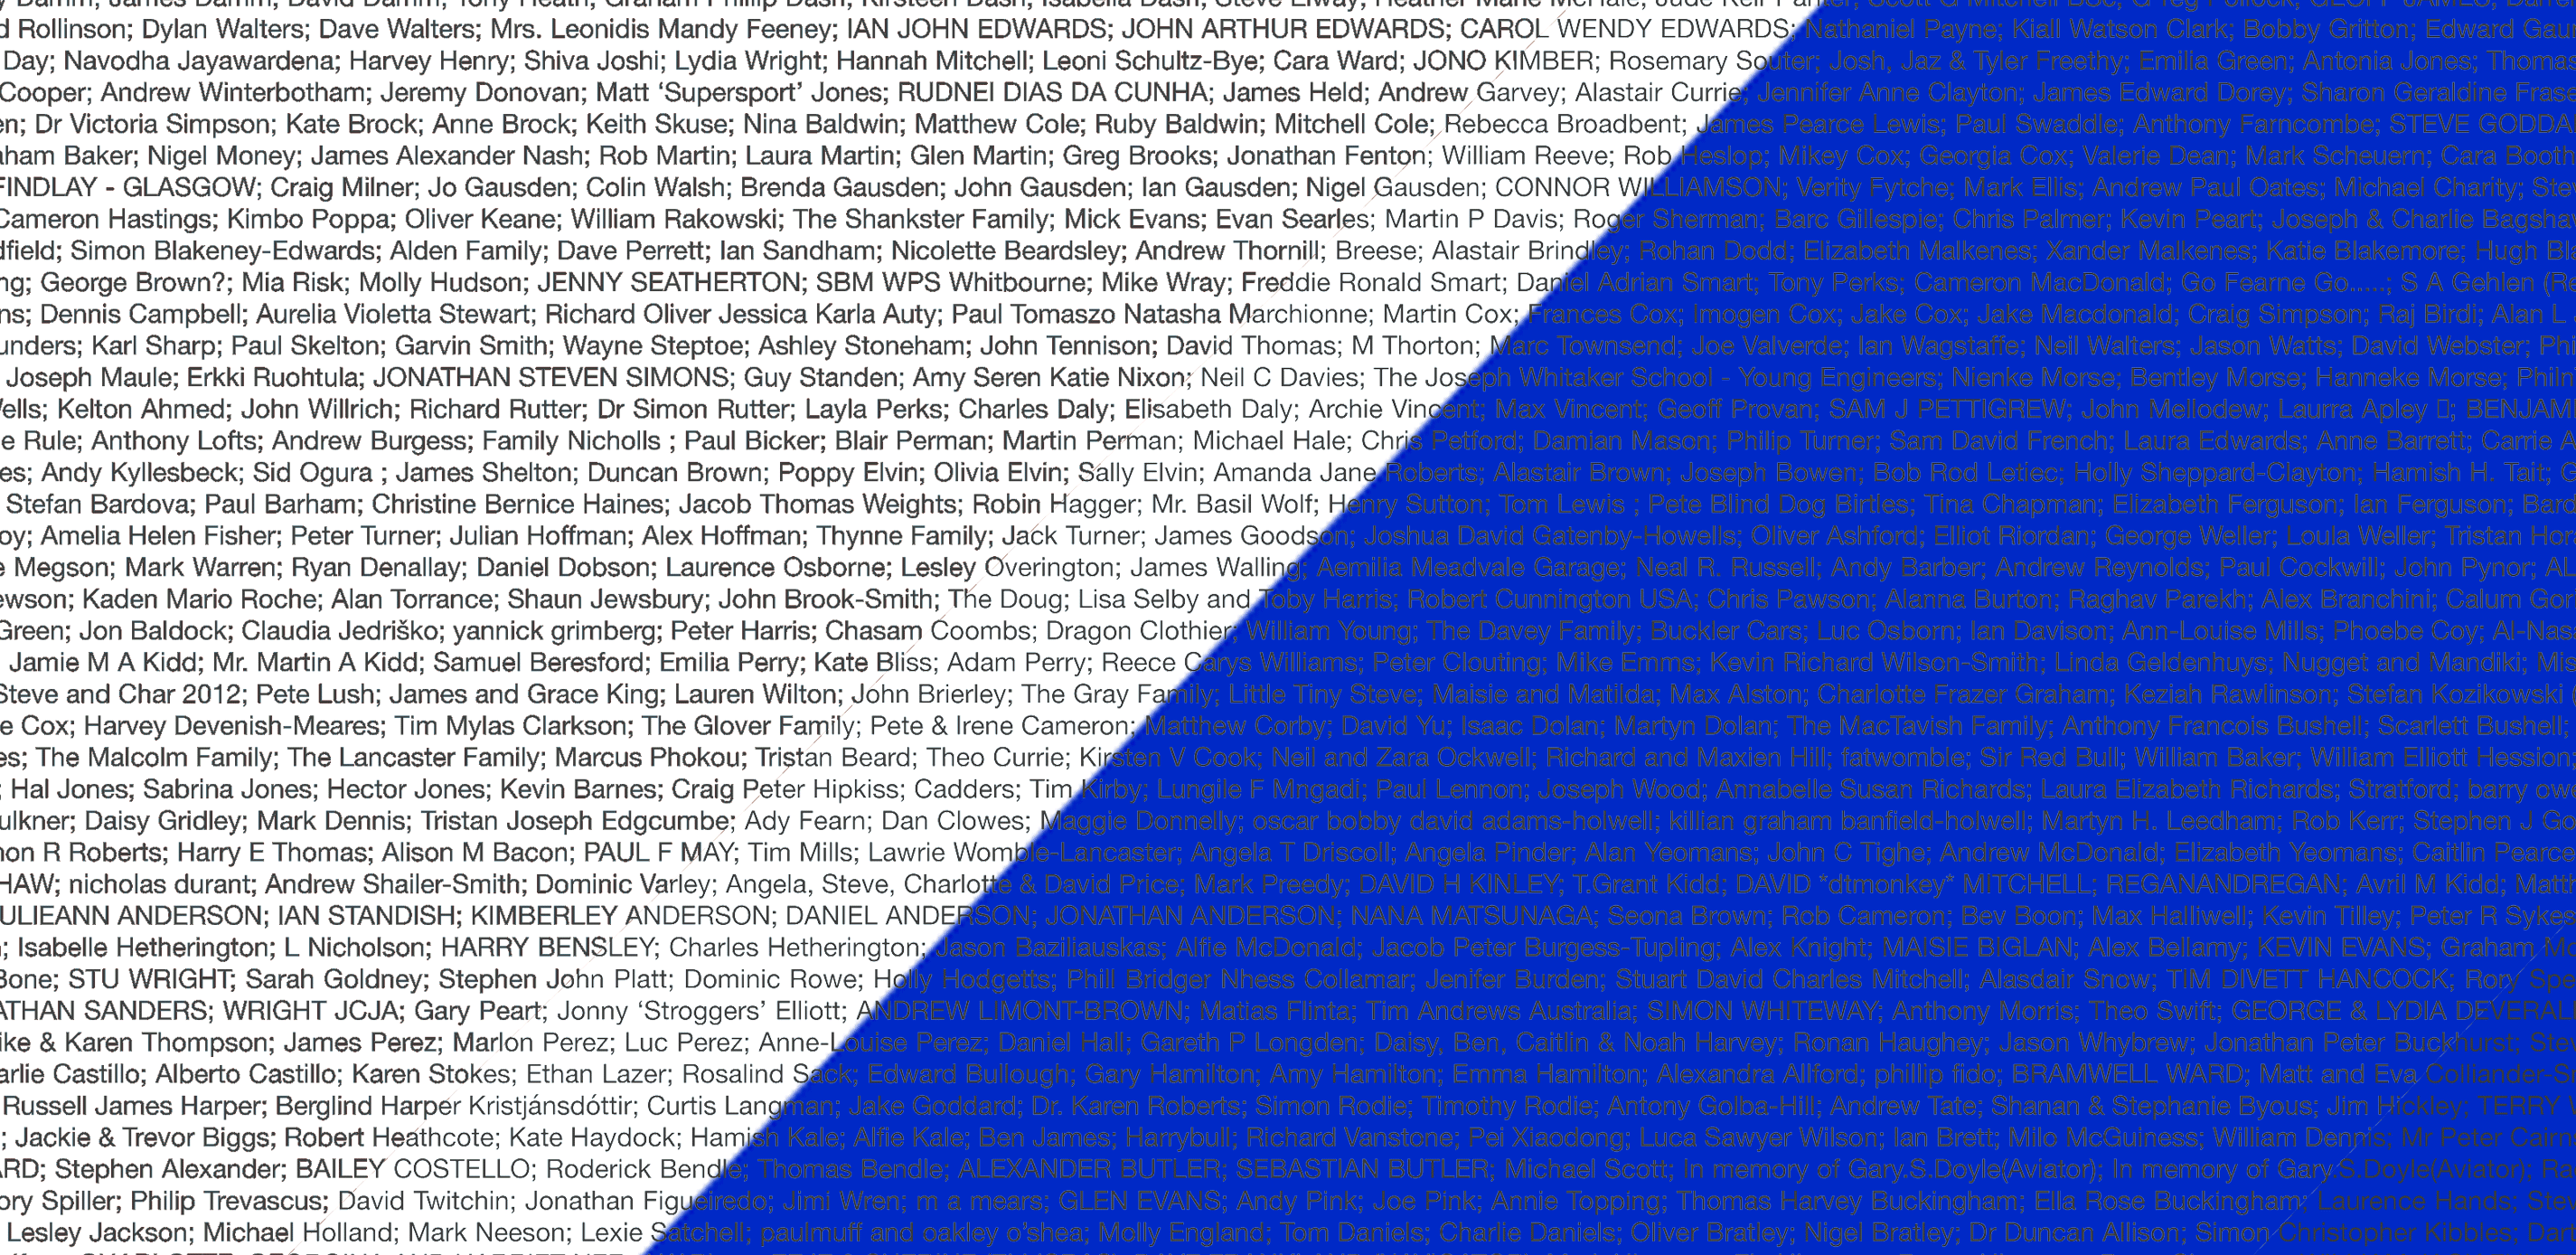 James Damm; David Damm; Tony Heath; Graham Phillip Dash; Kirsteen Dash; Isabella Dash; Steve Elway; Heather Marie McHale; Jude Keir
Rollinson; Dylan Walters; Dave Walters; Mrs. Leonidis Mandy Feeney; IAN JOHN EDWARDS; JOHN ARTHUR EDWARDS; CAROL WENDY EDWARDS; Nathaniel Payne; Kiall Watson Clark; Bobby Gritton; Edward
Day; Navodha Jayawardena; Harvey Henry; Shiva Joshi; Lydia Wright; Hannah Mitchell; Leoni Schultz-Bye; Cara Ward; JONO KIMBER; Rosemary Souter; Josh, Jaz & Tyler Freethy; Emilia Green; Antonia Jones; Thomas
Cooper; Andrew Winterbotham; Jeremy Donovan; Matt ‘Supersport’ Jones; RUDNEI DIAS DA CUNHA; James Held; Andrew Garvey; Alastair Currie; Jennifer Anne Clayton; James Edward Dorey; Sharon Geraldine
Dr Victoria Simpson; Kate Brock; Anne Brock; Keith Skuse; Nina Baldwin; Matthew Cole; Ruby Baldwin; Mitchell Cole; Rebecca Broadbent; James Pearce Lewis; Paul Swaddle; Anthony Farncombe; STEVE
Baker; Nigel Money; James Alexander Nash; Rob Martin; Laura Martin; Glen Martin; Greg Brooks; Jonathan Fenton; William Reeve; Rob Heslop; Mikey Cox; Georgia Cox; Valerie Dean; Mark Scheuern; Cara Booth
FINDLAY - GLASGOW; Craig Milner; Jo Gausden; Colin Walsh; Brenda Gausden; John Gausden; Ian Gausden; Nigel Gausden; CONNOR WILLIAMSON; Verity Fytche; Mark Ellis; Andrew Paul Oates; Michael Charity;
Cameron Hastings; Kimbo Poppa; Oliver Keane; William Rakowski; The Shankster Family; Mick Evans; Evan Searles; Martin P Davis; Roger Sherman; Barc Gillespie; Chris Palmer; Kevin Peart; Joseph & Charlie
dfield; Simon Blakeney-Edwards; Alden Family; Dave Perrett; Ian Sandham; Nicolette Beardsley; Andrew Thornill; Breese; Alastair Brindley; Rohan Dodd; Elizabeth Malkenes; Xander Malkenes; Katie Blakemore; Hugh
ng; George Brown?; Mia Risk; Molly Hudson; JENNY SEATHERTON; SBM WPS Whitbourne; Mike Wray; Freddie Ronald Smart; Daniel Adrian Smart; Tony Perks; Cameron MacDonald; Go Fearne Go.....; S A Gehlen
ns; Dennis Campbell; Aurelia Violetta Stewart; Richard Oliver Jessica Karla Auty; Paul Tomaszo Natasha Marchionne; Martin Cox; Frances Cox; Imogen Cox; Jake Cox; Jake Macdonald; Craig Simpson; Raj Birdi; Alan L
unders; Karl Sharp; Paul Skelton; Garvin Smith; Wayne Steptoe; Ashley Stoneham; John Tennison; David Thomas; M Thorton; Marc Townsend; Joe Valverde; Ian Wagstaffe; Neil Walters; Jason Watts; David Webster;
Joseph Maule; Erkki Ruohtula; JONATHAN STEVEN SIMONS; Guy Standen; Amy Seren Katie Nixon; Neil C Davies; The Joseph Whitaker School - Young Engineers; Nienke Morse; Bentley Morse; Hanneke Morse;
ells; Kelton Ahmed; John Willrich; Richard Rutter; Dr Simon Rutter; Layla Perks; Charles Daly; Elisabeth Daly; Archie Vincent; Max Vincent; Geoff Provan; SAM J PETTIGREW; John Mellodew; Laurra Apley
e Rule; Anthony Lofts; Andrew Burgess; Family Nicholls ; Paul Bicker; Blair Perman; Martin Perman; Michael Hale; Chris Petford; Damian Mason; Philip Turner; Sam David French; Laura Edwards; Anne Barrett; Carrie
es; Andy Kyllesbeck; Sid Ogura ; James Shelton; Duncan Brown; Poppy Elvin; Olivia Elvin; Sally Elvin; Amanda Jane Roberts; Alastair Brown; Joseph Bowen; Bob Rod Letiec; Holly Sheppard-Clayton; Hamish H. Tait;
Stefan Bardova; Paul Barham; Christine Bernice Haines; Jacob Thomas Weights; Robin Hagger; Mr. Basil Wolf; Henry Sutton; Tom Lewis ; Pete Blind Dog Birtles; Tina Chapman; Elizabeth Ferguson; Ian Ferguson;
oy; Amelia Helen Fisher; Peter Turner; Julian Hoffman; Alex Hoffman; Thynne Family; Jack Turner; James Goodson; Joshua David Gatenby-Howells; Oliver Ashford; Elliot Riordan; George Weller; Loula Weller; Tristan
e Megson; Mark Warren; Ryan Denallay; Daniel Dobson; Laurence Osborne; Lesley Overington; James Walling; Aemilia Meadvale Garage; Neal R. Russell; Andy Barber; Andrew Reynolds; Paul Cockwill; John Pynor;
ewson; Kaden Mario Roche; Alan Torrance; Shaun Jewsbury; John Brook-Smith; The Doug; Lisa Selby and Toby Harris; Robert Cunnington USA; Chris Pawson; Alanna Burton; Raghav Parekh; Alex Branchini; Calum
Green; Jon Baldock; Claudia Jedriško; yannick grimberg; Peter Harris; Chasam Coombs; Dragon Clothier; William Young; The Davey Family; Buckler Cars; Luc Osborn; Ian Davison; Ann-Louise Mills; Phoebe Coy;
Jamie M A Kidd; Mr. Martin A Kidd; Samuel Beresford; Emilia Perry; Kate Bliss; Adam Perry; Reece Carys Williams; Peter Clouting; Mike Emms; Kevin Richard Wilson-Smith; Linda Geldenhuys; Nugget and Mandiki;
Steve and Char 2012; Pete Lush; James and Grace King; Lauren Wilton; John Brierley; The Gray Family; Little Tiny Steve; Maisie and Matilda; Max Alston; Charlotte Frazer Graham; Keziah Rawlinson; Stefan Kozikowski
e Cox; Harvey Devenish-Meares; Tim Mylas Clarkson; The Glover Family; Pete & Irene Cameron; Matthew Corby; David Yu; Isaac Dolan; Martyn Dolan; The MacTavish Family; Anthony Francois Bushell; Scarlett Bushell;
es; The Malcolm Family; The Lancaster Family; Marcus Phokou; Tristan Beard; Theo Currie; Kirsten V Cook; Neil and Zara Ockwell; Richard and Maxien Hill; fatwomble; Sir Red Bull; William Baker; William Elliott Hession;
Hal Jones; Sabrina Jones; Hector Jones; Kevin Barnes; Craig Peter Hipkiss; Cadders; Tim Kirby; Lungile F Mngadi; Paul Lennon; Joseph Wood; Annabelle Susan Richards; Laura Elizabeth Richards; Stratford; barry
ulkner; Daisy Gridley; Mark Dennis; Tristan Joseph Edgcumbe; Ady Fearn; Dan Clowes; Maggie Donnelly; oscar bobby david adams-holwell; killian graham banfield-holwell; Martyn H. Leedham; Rob Kerr; Stephen J
on R Roberts; Harry E Thomas; Alison M Bacon; PAUL F MAY; Tim Mills; Lawrie Womble-Lancaster; Angela T Driscoll; Angela Pinder; Alan Yeomans; John C Tighe; Andrew McDonald; Elizabeth Yeomans; Caitlin Pearce
HAW; nicholas durant; Andrew Shailer-Smith; Dominic Varley; Angela, Steve, Charlotte & David Price; Mark Preedy; DAVID H KINLEY; T.Grant Kidd; DAVID *dtmonkey* MITCHELL; REGANANDREGAN; Avril M Kidd;
ULIEANN ANDERSON; IAN STANDISH; KIMBERLEY ANDERSON; DANIEL ANDERSON; JONATHAN ANDERSON; NANA MATSUNAGA; Seona Brown; Rob Cameron; Bev Boon; Max Halliwell; Kevin Tilley; Peter R Sykes
; Isabelle Hetherington; L Nicholson; HARRY BENSLEY; Charles Hetherington; Jason Baziliauskas; Alfie McDonald; Jacob Peter Burgess-Tupling; Alex Knight; MAISIE BIGLAN; Alex Bellamy; KEVIN EVANS; Graham
Bone; STU WRIGHT; Sarah Goldney; Stephen John Platt; Dominic Rowe; Holly Hodgetts; Phill Bridger Nhess Collamar; Jenifer Burden; Stuart David Charles Mitchell; Alasdair Snow; TIM DIVETT HANCOCK; Rory
ATHAN SANDERS; WRIGHT JCJA; Gary Peart; Jonny ‘Stroggers’ Elliott; ANDREW LIMONT-BROWN; Matias Flinta; Tim Andrews Australia; SIMON WHITEWAY; Anthony Morris; Theo Swift; GEORGE & LYDIA
ike & Karen Thompson; James Perez; Marlon Perez; Luc Perez; Anne-Louise Perez; Daniel Hall; Gareth P Longden; Daisy, Ben, Caitlin & Noah Harvey; Ronan Haughey; Jason Whybrew; Jonathan Peter Buckhurst;
arlie Castillo; Alberto Castillo; Karen Stokes; Ethan Lazer; Rosalind Sack; Edward Bullough; Gary Hamilton; Amy Hamilton; Emma Hamilton; Alexandra Allford; phillip fido; BRAMWELL WARD; Matt and Eva
Russell James Harper; Berglind Harper Kristjánsdóttir; Curtis Langman; Jake Goddard; Dr. Karen Roberts; Simon Rodie; Timothy Rodie; Antony Golba-Hill; Andrew Tate; Shanan & Stephanie Byous; Jim Hickley; TERRY
; Jackie & Trevor Biggs; Robert Heathcote; Kate Haydock; Hamish Kale; Alfie Kale; Ben James; Harrybull; Richard Vanstone; Pei Xiaodong; Luca Sawyer Wilson; Ian Brett; Milo McGuiness; William Dennis; Mr Peter
ARD; Stephen Alexander; BAILEY COSTELLO; Roderick Bendle; Thomas Bendle; ALEXANDER BUTLER; SEBASTIAN BUTLER; Michael Scott; In memory of Gary.S.Doyle(Aviator); In memory of Gary.S.Doyle(Aviator);
ory Spiller; Philip Trevascus; David Twitchin; Jonathan Figueiredo; Jimi Wren; m a mears; GLEN EVANS; Andy Pink; Joe Pink; Annie Topping; Thomas Harvey Buckingham; Ella Rose Buckingham; Laurence Hands;
Lesley Jackson; Michael Holland; Mark Neeson; Lexie Satchell; paulmuff and oakley o’shea; Molly England; Tom Daniels; Charlie Daniels; Oliver Bratley; Nigel Bratley; Dr Duncan Allison; Simon Christopher Kibbles;